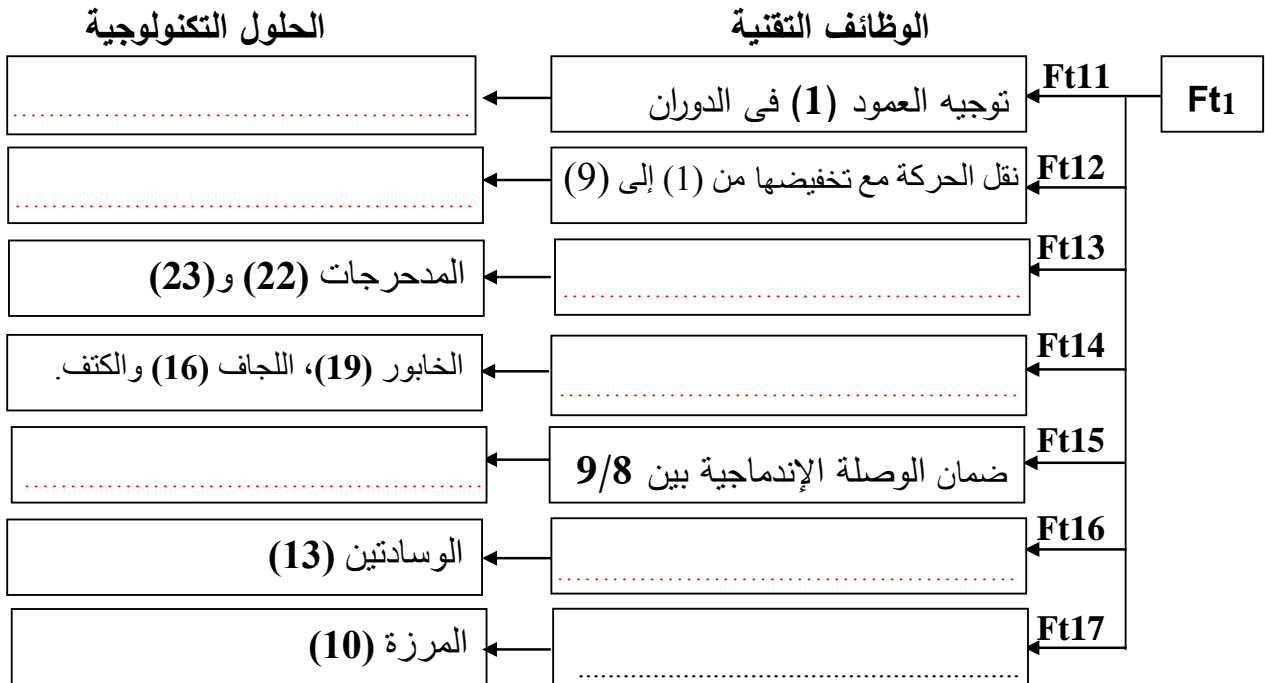 الوظائف التقنية
الحلول التكنولوجية
Ft1
Ft11
توجيه العمود (1) فى الدوران
................................................
Ft12
نقل الحركة مع تخفيضها من (1) إلى (9)
................................................
Ft13
................................................
المدحرجات (22) و(23)
Ft14
................................................
الخابور (19)، اللجاف (16) والكتف.
Ft15
ضمان الوصلة الإندماجية بين 9/8
................................................
Ft16
................................................
الوسادتين (13)
Ft17
................................................
المرزة (10)